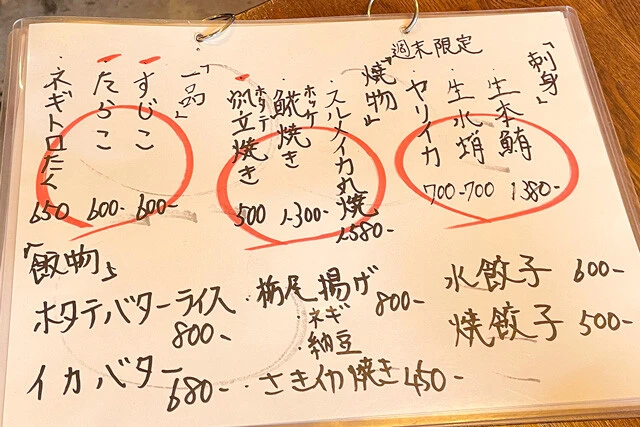 週末限定
「刺身」
・生本鮪 1380-
・生水蛸 700-
・ヤリイカ 700-
「焼物」
・スルメイカ丸焼 1580-
ホッケ
・鯱焼き 1300-
ホタテ
・帆立焼き 500
「一品」
・すじこ 600-
・たらこ 600-
・ネギトロたく 650
「飯物」
ホタテバターライス
800-
イカバター 680-
・栃尾揚げ 800-
・ネギ
・納豆
・さきイカ焼き 450-
水餃子 600-
焼餃子 500-